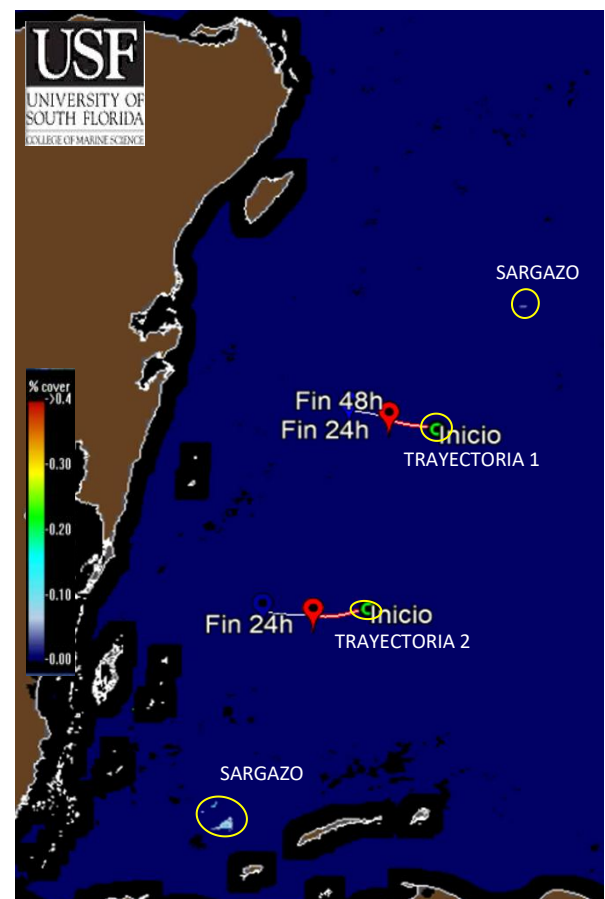 USF
UNIVERSITY OF
SOUTH FLORIDA
COLLEGE OF MARINE SCIENCE
SARGAZO
% cover
->0.4
-0.30
-0.20
-0.10
-0.00
Fin 48h
Fin 24h
Inicio
TRAYECTORIA 1
Fin 24h
Inicio
TRAYECTORIA 2
SARGAZO